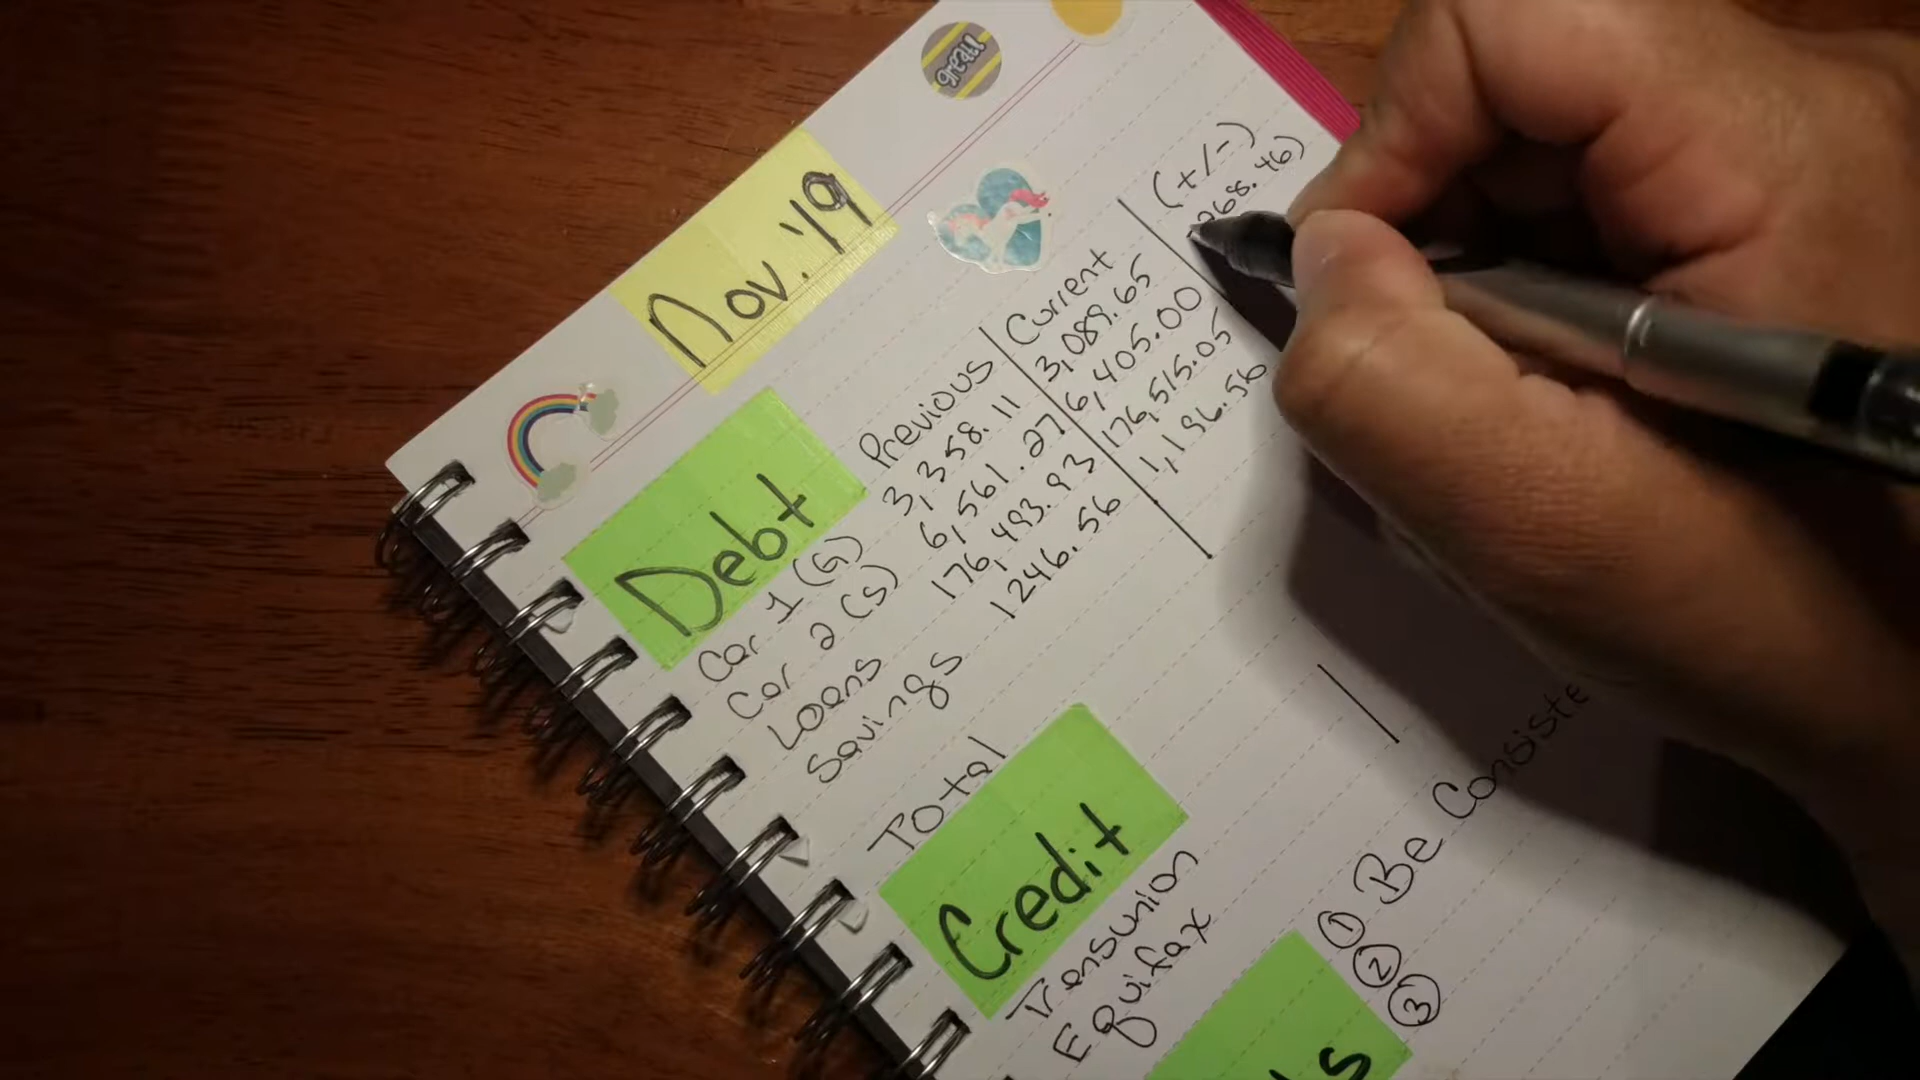 great!
Nov. '19
Debt
Previous | Current | (+/-)
Car 1 (G) 3,358.11 3,089.65 268.46)
Car 2 (S) 6,561.27 6,405.00
Loans 176,493.93 176,515.05
Savings 1246.56 1,196.56
Total
Credit
Transunion
Equifax
① Be Consiste
②
③